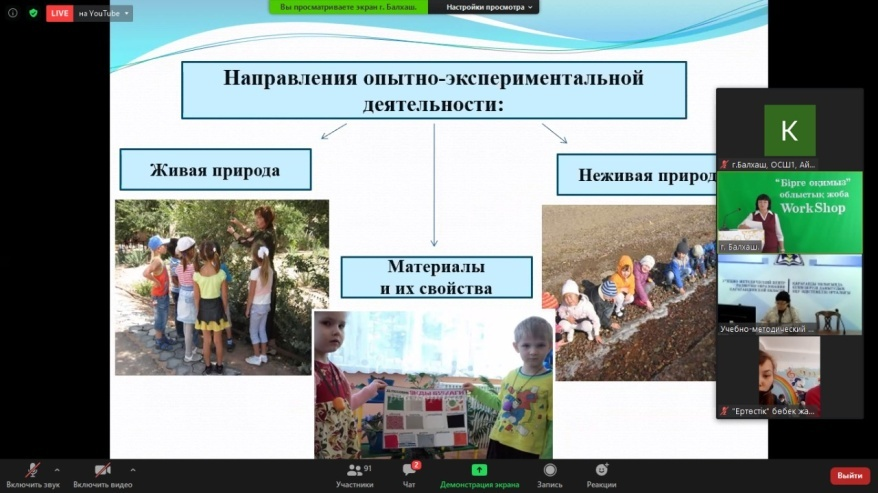 LIVE
на YouTube
Вы просматриваете экран г. Балхаш.
Настройки просмотра
Направления опытно-экспериментальной
деятельности:
Живая природа
Неживая природ
Материалы
и их свойства
К
г.Балхаш, ОСШ1, Ай...
"Бірге оқимыз"
облыстық жоба
WorkShop
г. Балхаш.
Учебно-методический ...
"Ертестік" бөбек жа...
Включить звук
Включить видео
91
Участники
2
Чат
Демонстрация экрана
Запись
Реакции
Выйти